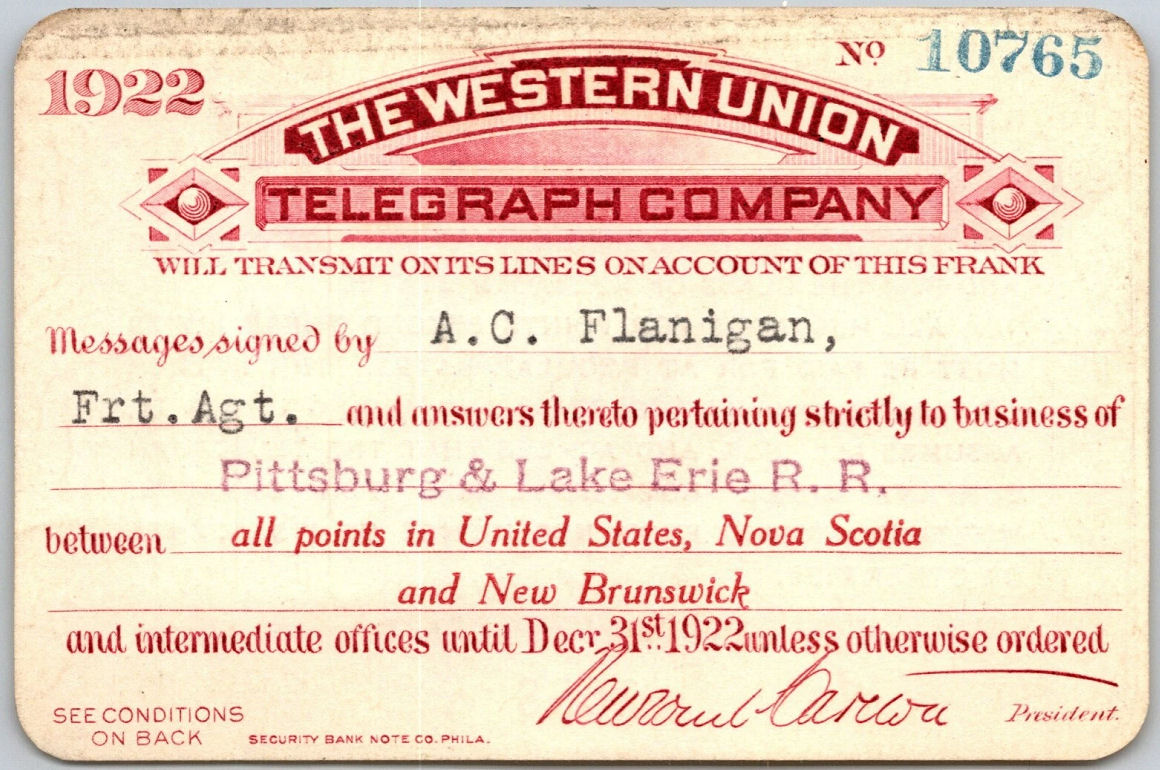 1922
No 10765
THE WESTERN UNION
TELEGRAPH COMPANY
WILL TRANSMIT ON ITS LINES ON ACCOUNT OF THIS FRANK
Messages signed by A.C. Flanigan,
Frt. Agt. and answers thereto pertaining strictly to business of
Pittsburg & Lake Erie R. R.
between all points in United States, Nova Scotia
and New Brunswick
and intermediate offices until Decr. 31st 1922 unless otherwise ordered
Newcomb Carlton President.
SEE CONDITIONS
ON BACK
SECURITY BANK NOTE CO. PHILA.